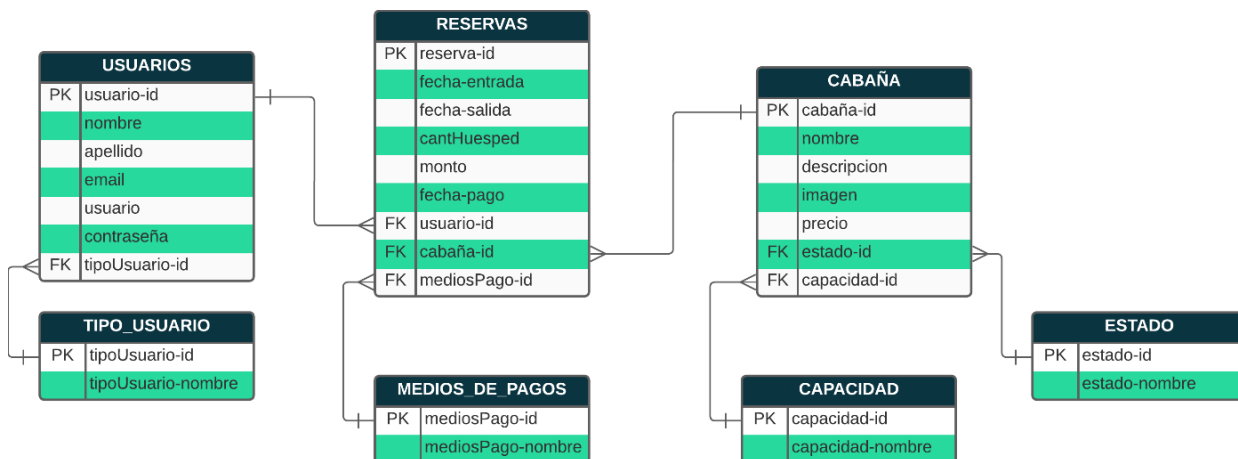 USUARIOS
PK usuario-id
nombre
apellido
email
usuario
contraseña
FK tipoUsuario-id
TIPO_USUARIO
PK tipoUsuario-id
tipoUsuario-nombre
RESERVAS
PK reserva-id
fecha-entrada
fecha-salida
cantHuesped
monto
fecha-pago
FK usuario-id
FK cabaña-id
FK mediosPago-id
MEDIOS_DE_PAGOS
PK mediosPago-id
mediosPago-nombre
CABAÑA
PK cabaña-id
nombre
descripcion
imagen
precio
FK estado-id
FK capacidad-id
CAPACIDAD
PK capacidad-id
capacidad-nombre
ESTADO
PK estado-id
estado-nombre